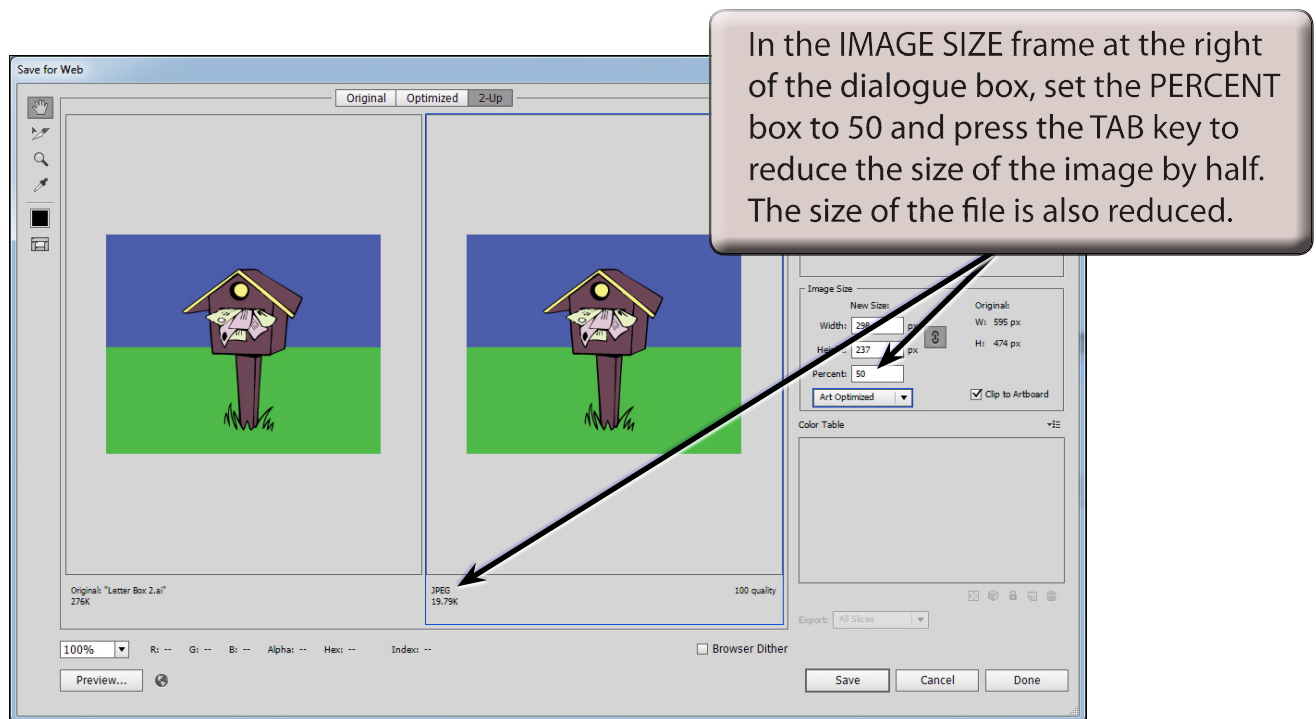 In the IMAGE SIZE frame at the right
of the dialogue box, set the PERCENT
box to 50 and press the TAB key to
reduce the size of the image by half.
The size of the file is also reduced.
Save for Web
Original Optimized 2-Up
Image Size
New Size: Original:
Width: 298 px W: 595 px
Height: 237 px H: 474 px
Percent: 50
Art Optimized Clip to Artboard
Color Table
Original: "Letter Box 2.ai"
276K
JPEG 100 quality
19.79K
Export: All Slices
100% R: -- G: -- B: -- Alpha: -- Hex: -- Index: -- Browser Dither
Preview... Save Cancel Done